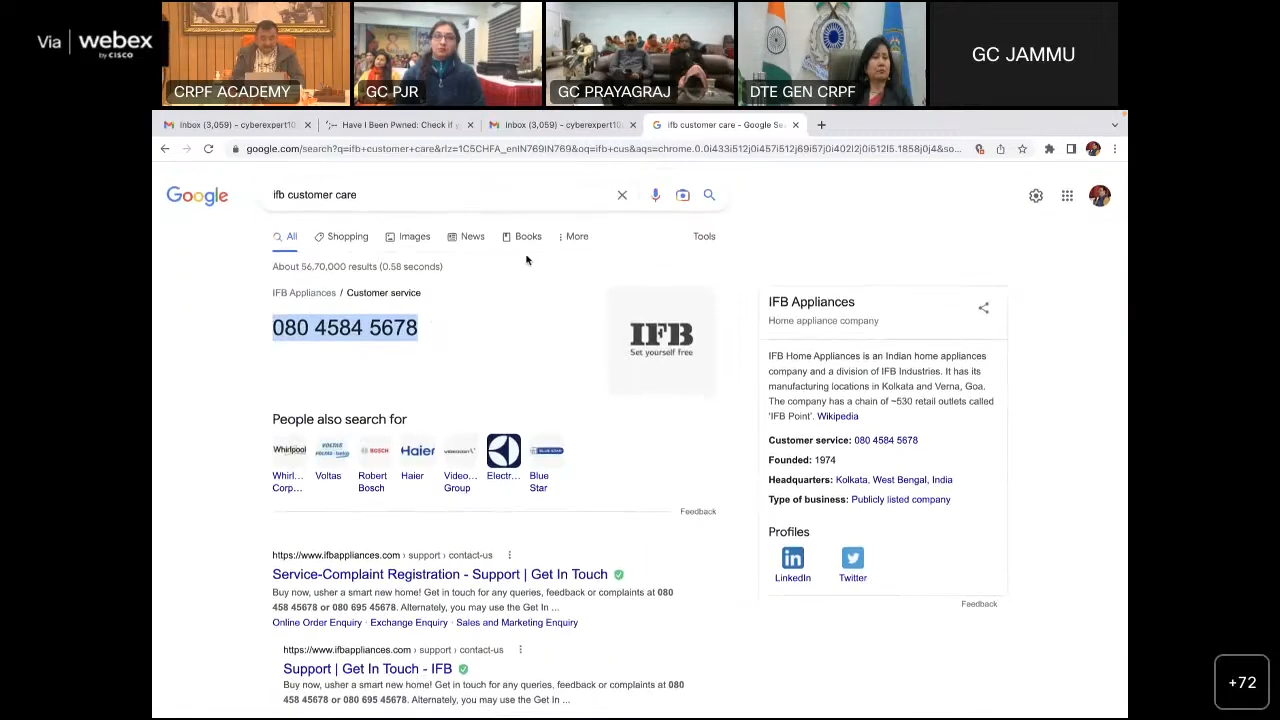 Via | webex
by CISCO
CRPF ACADEMY
GC PJR
GC PRAYAGRAJ
DTE GEN CRPF
GC JAMMU
Inbox (3,059) - cyberexpert10
Have I Been Pwned: Check if y
Inbox (3,059) - cyberexpert10
ifb customer care - Google Se
google.com/search?q=ifb+customer+care&rlz=1C5CHFA_enIN769IN769&oq=ifb+cus&aqs=chrome.0.0i433i512j0i457i512j69i57j0i402l2j0i512l5.1858j0j4&so...
Google
ifb customer care
All
Shopping
Images
News
Books
More
Tools
About 56,70,000 results (0.58 seconds)
IFB Appliances / Customer service
080 4584 5678
IFB
Set yourself free
People also search for
Whirlpool
VOLTAS
BOSCH
Haier
VIDEOCON
BLUE STAR
Whirl... Corp...
Voltas
Robert Bosch
Haier
Video... Group
Electr...
Blue Star
Feedback
https://www.ifbappliances.com › support › contact-us
Service-Complaint Registration - Support | Get In Touch
Buy now, usher a smart new home! Get in touch for any queries, feedback or complaints at 080
458 45678 or 080 695 45678. Alternately, you may use the Get In ...
Online Order Enquiry · Exchange Enquiry · Sales and Marketing Enquiry
https://www.ifbappliances.com › support › contact-us
Support | Get In Touch - IFB
Buy now, usher a smart new home! Get in touch for any queries, feedback or complaints at 080
458 45678 or 080 695 45678. Alternatively, you may use the Get In ...
IFB Appliances
Home appliance company
IFB Home Appliances is an Indian home appliances
company and a division of IFB Industries. It has its
manufacturing locations in Kolkata and Verna, Goa.
The company has a chain of ~530 retail outlets called
'IFB Point'. Wikipedia
Customer service: 080 4584 5678
Founded: 1974
Headquarters: Kolkata, West Bengal, India
Type of business: Publicly listed company
Profiles
LinkedIn
Twitter
Feedback
+72